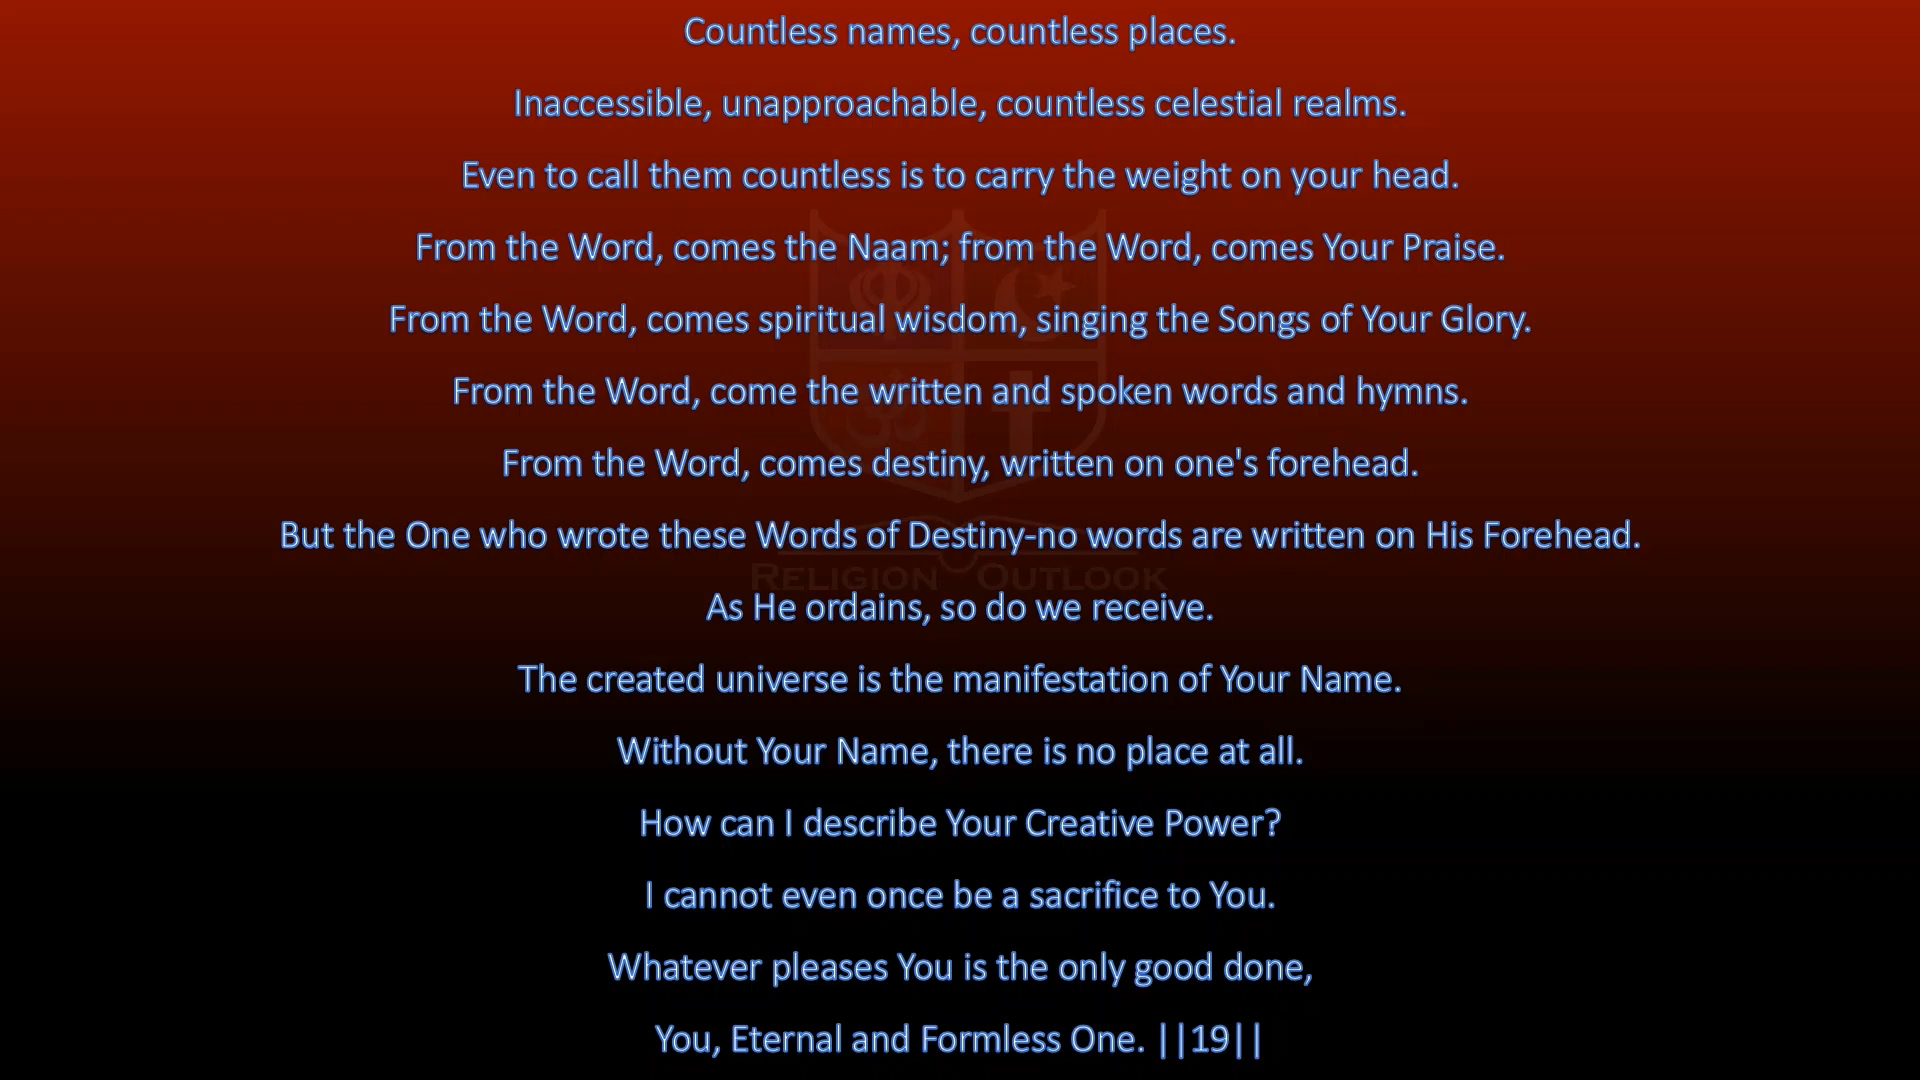 Countless names, countless places.
Inaccessible, unapproachable, countless celestial realms.
Even to call them countless is to carry the weight on your head.
From the Word, comes the Naam; from the Word, comes Your Praise.
From the Word, comes spiritual wisdom, singing the Songs of Your Glory.
From the Word, come the written and spoken words and hymns.
From the Word, comes destiny, written on one's forehead.
But the One who wrote these Words of Destiny-no words are written on His Forehead.
RELIGION OUTLOOK
As He ordains, so do we receive.
The created universe is the manifestation of Your Name.
Without Your Name, there is no place at all.
How can I describe Your Creative Power?
I cannot even once be a sacrifice to You.
Whatever pleases You is the only good done,
You, Eternal and Formless One. ||19||